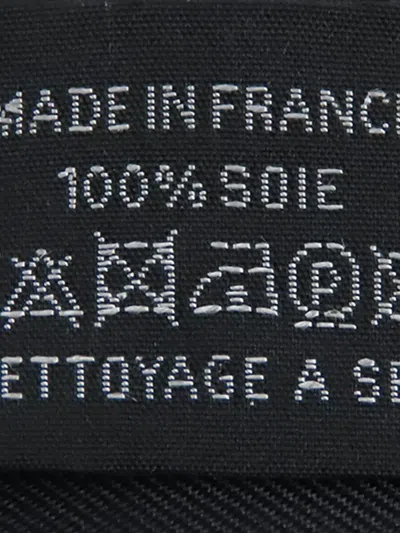 MADE IN FRANC
100% SOIE
P
ETTOYAGE A SE